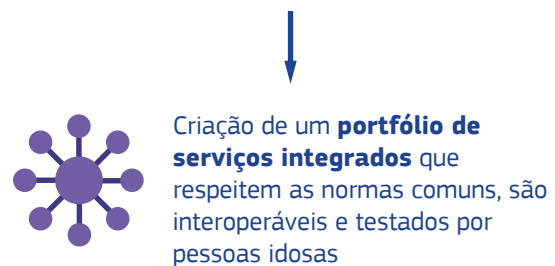 Criação de um portfólio de
serviços integrados que
respeitem as normas comuns, são
interoperáveis e testados por
pessoas idosas